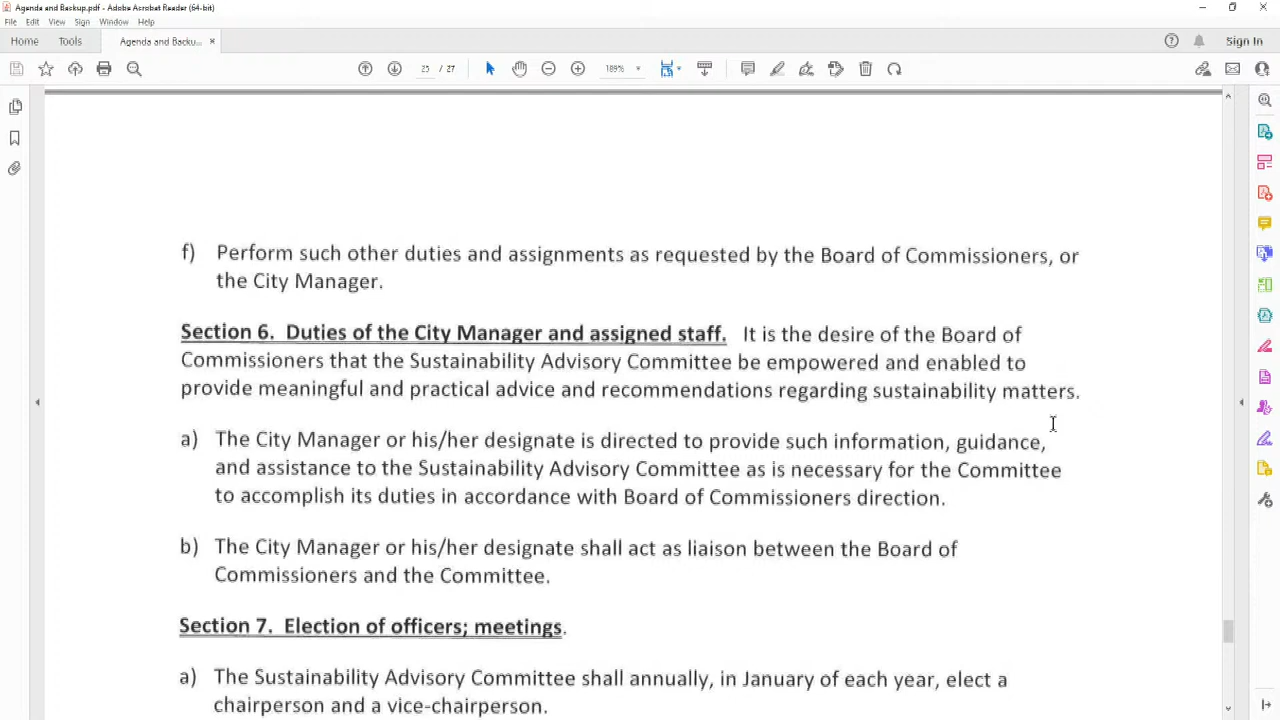 Agenda and Backup.pdf - Adobe Acrobat Reader (64-bit)
File Edit View Sign Window Help
Home Tools Agenda and Backu... × Sign In
25 / 27 189%
f) Perform such other duties and assignments as requested by the Board of Commissioners, or
the City Manager.
Section 6. Duties of the City Manager and assigned staff. It is the desire of the Board of
Commissioners that the Sustainability Advisory Committee be empowered and enabled to
provide meaningful and practical advice and recommendations regarding sustainability matters.
a) The City Manager or his/her designate is directed to provide such information, guidance,
and assistance to the Sustainability Advisory Committee as is necessary for the Committee
to accomplish its duties in accordance with Board of Commissioners direction.
b) The City Manager or his/her designate shall act as liaison between the Board of
Commissioners and the Committee.
Section 7. Election of officers; meetings.
a) The Sustainability Advisory Committee shall annually, in January of each year, elect a
chairperson and a vice-chairperson.